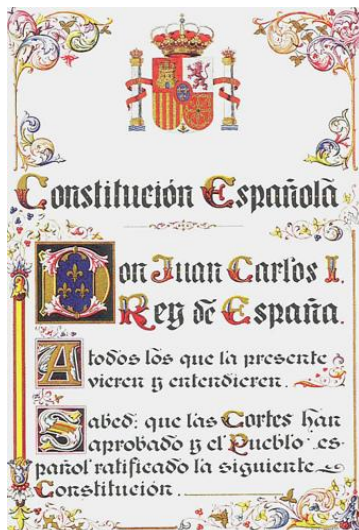 Constitución Española
Don Juan Carlos I.
Rey de España.
A todos los que la presente
vieren y entendieren.
Sabed: que las Cortes han
aprobado y el Pueblo es-
pañol ratificado la siguiente
Constitución.